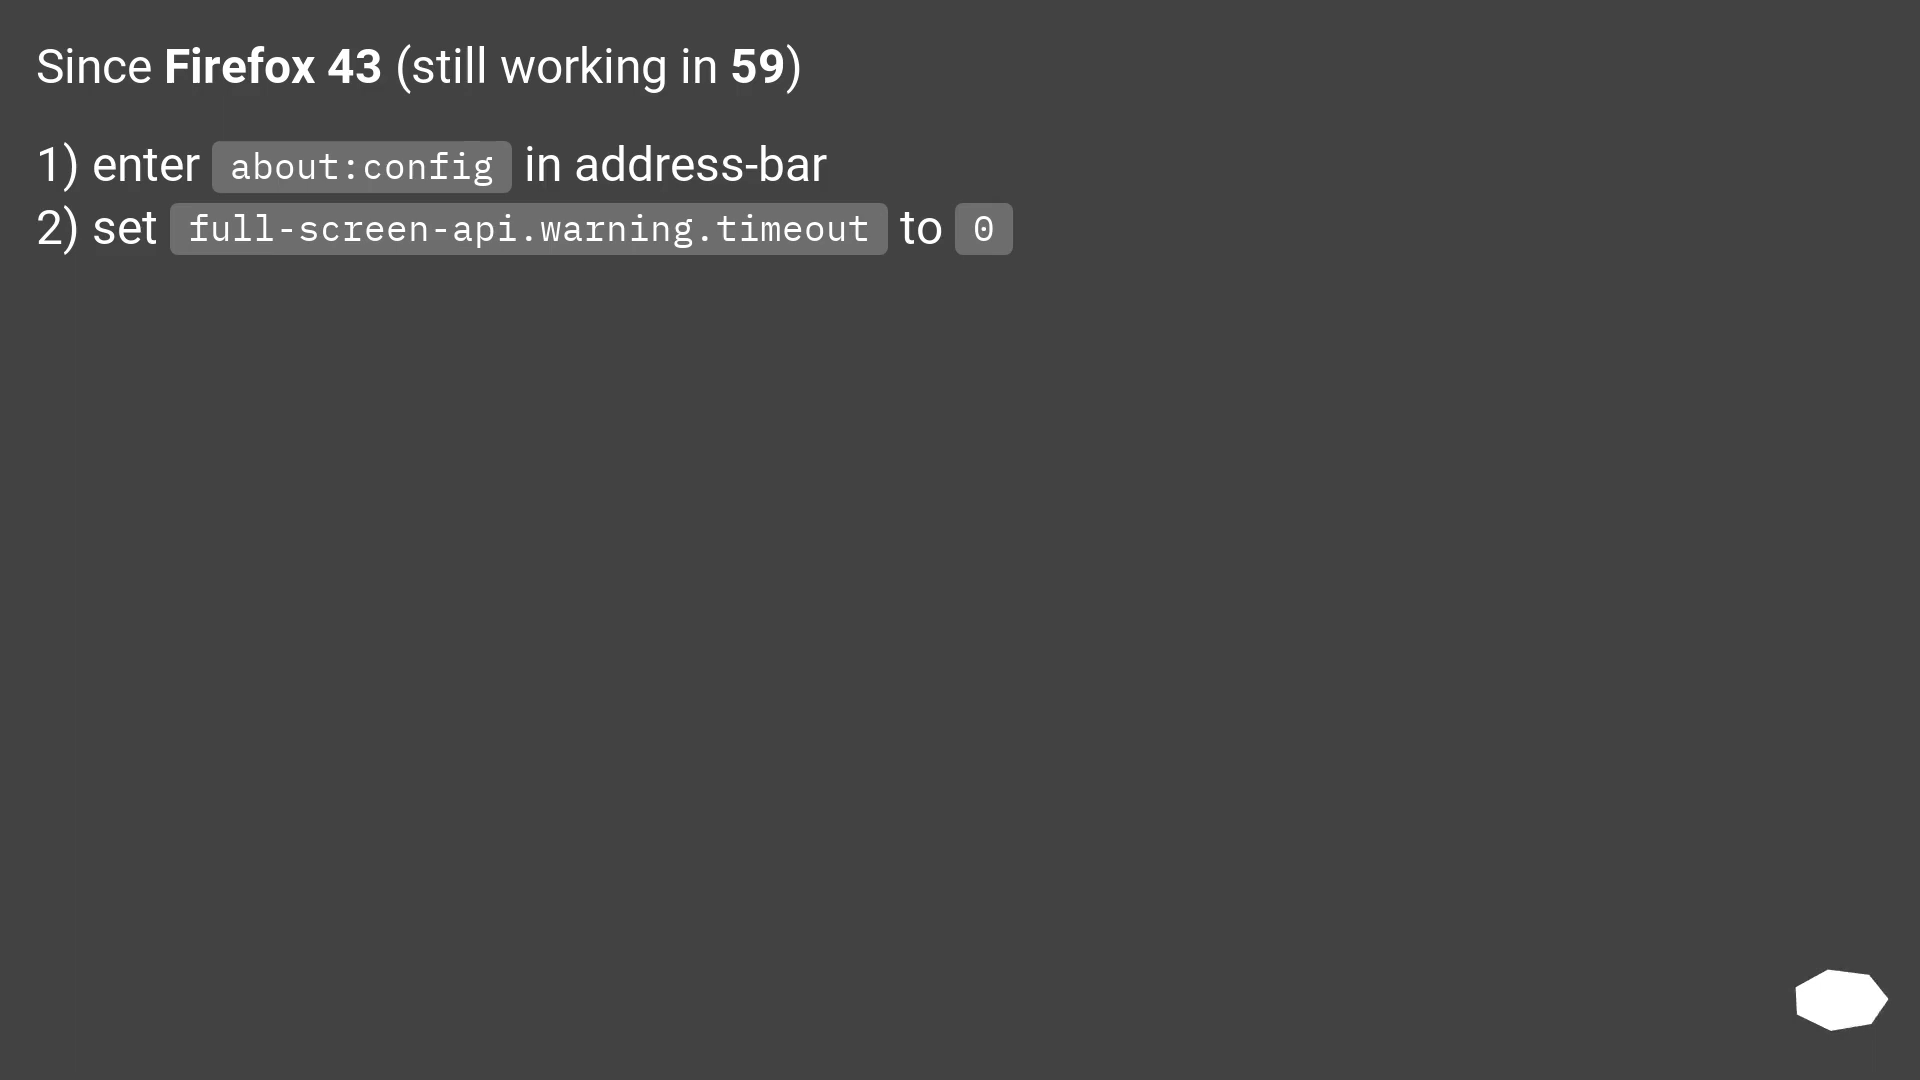 Since Firefox 43 (still working in 59)
1) enter about:config in address-bar
2) set full-screen-api.warning.timeout to 0